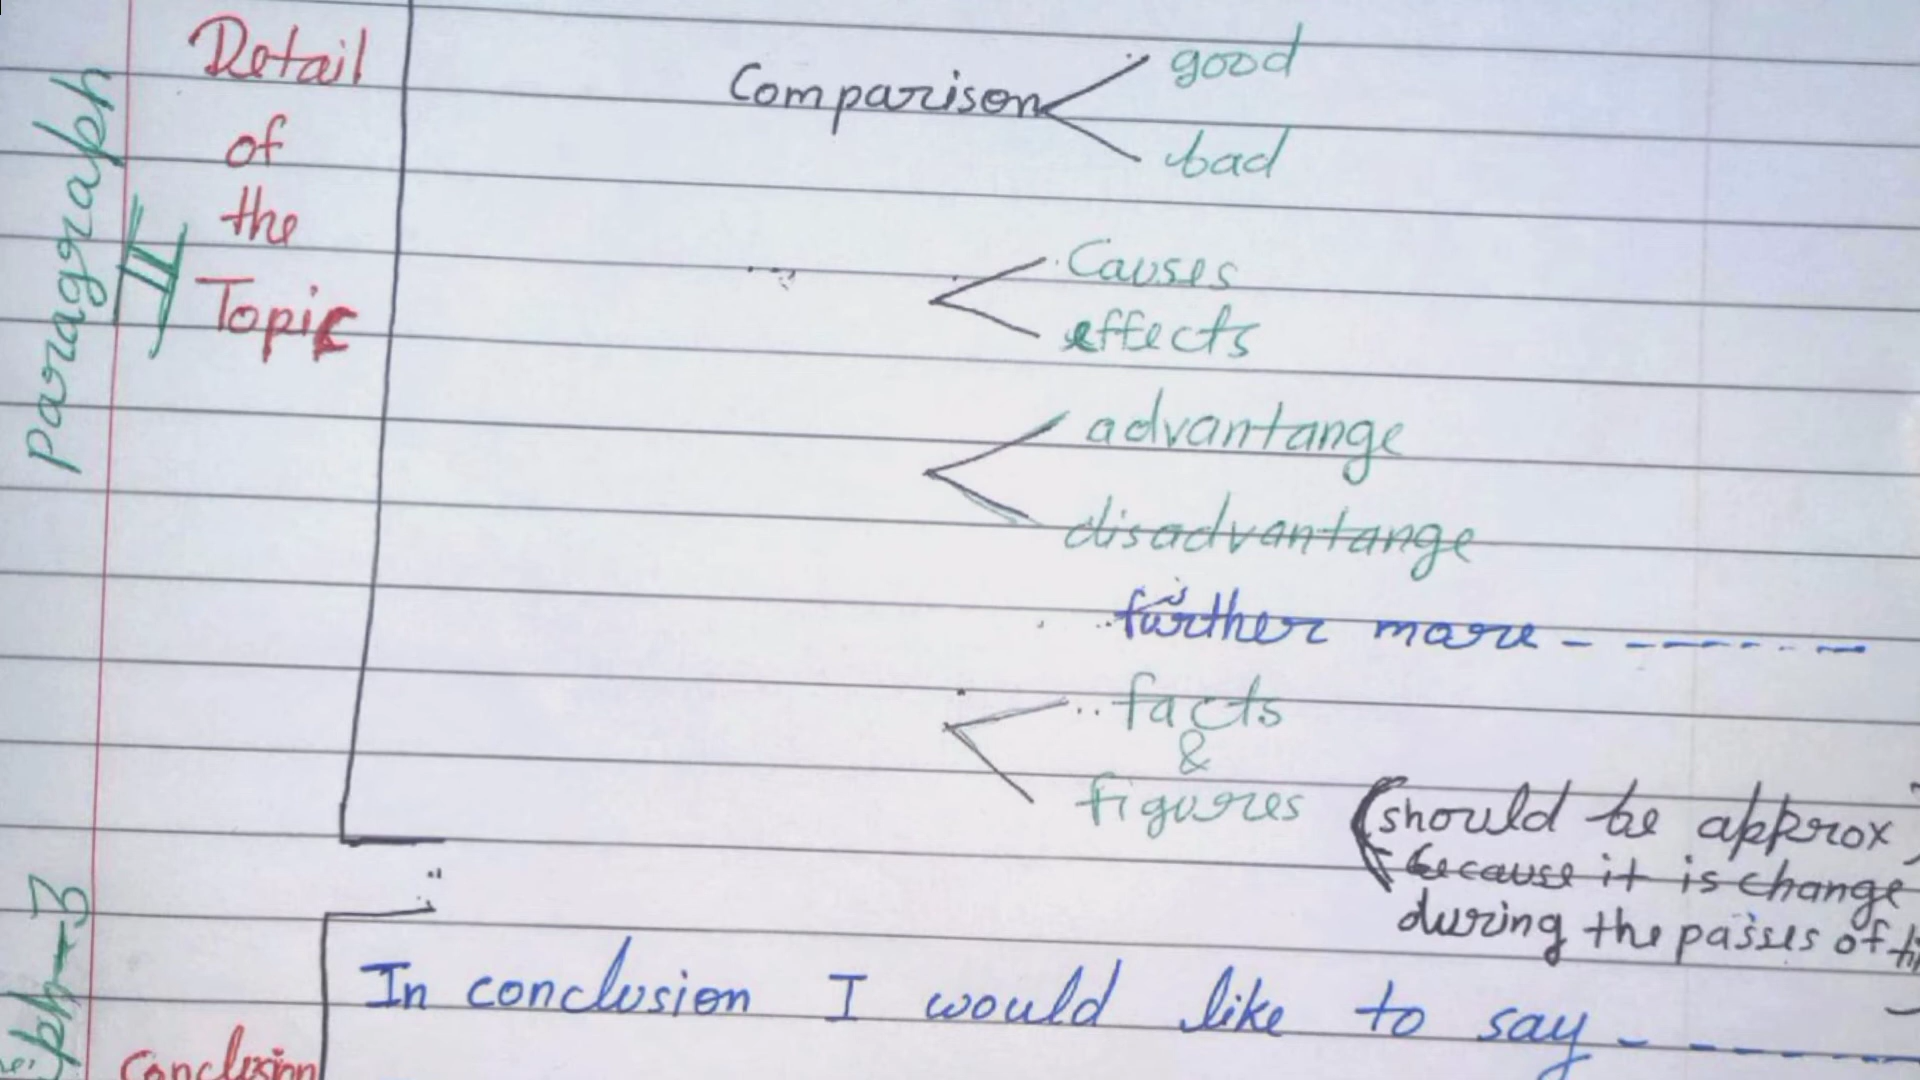 Paragraph
II
Detail
of
the
Topic
Comparison
good
bad
Causes
effects
advantange
disadvantange
further more - - - - - - - -
facts
&
figures
(should be approx
because it is change
during the passes of
Conclusion
In conclusion I would like to say - - - - -